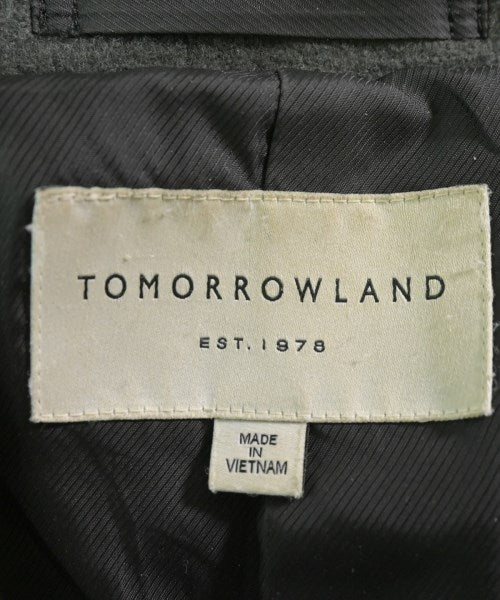 TOMORROWLAND
EST. 1978
MADE
IN
VIETNAM